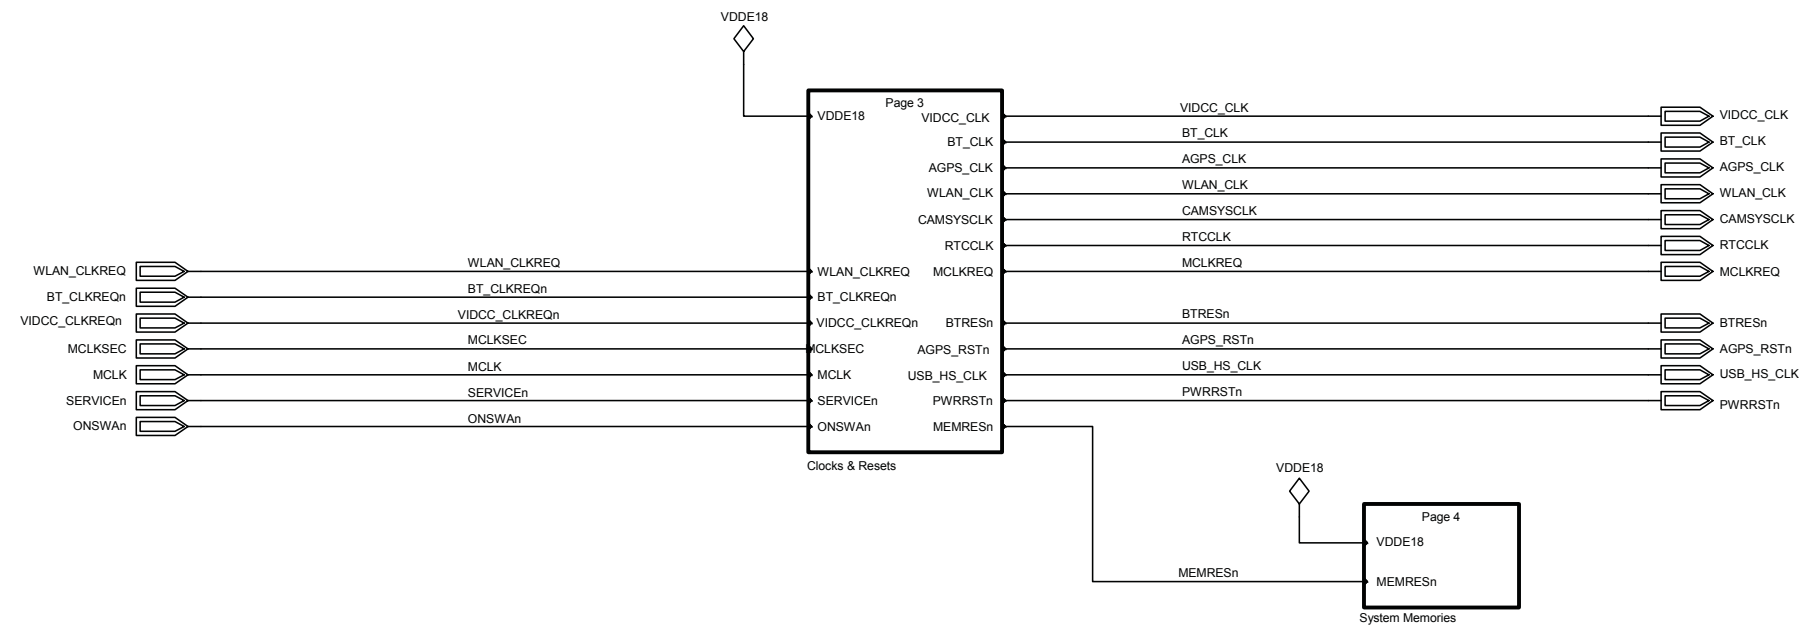 VDDE18
Page 3
VDDE18
VIDCC_CLK
BT_CLK
AGPS_CLK
WLAN_CLK
CAMSYSCLK
RTCCLK
WLAN_CLKREQ
MCLKREQ
BT_CLKREQn
VIDCC_CLKREQn
BTRESn
MCLKSEC
AGPS_RSTn
MCLK
USB_HS_CLK
SERVICEn
PWRRSTn
ONSWAn
MEMRESn
Clocks & Resets
WLAN_CLKREQ
WLAN_CLKREQ
BT_CLKREQn
BT_CLKREQn
VIDCC_CLKREQn
VIDCC_CLKREQn
MCLKSEC
MCLKSEC
MCLK
MCLK
SERVICEn
SERVICEn
ONSWAn
ONSWAn
VIDCC_CLK
VIDCC_CLK
BT_CLK
BT_CLK
AGPS_CLK
AGPS_CLK
WLAN_CLK
WLAN_CLK
CAMSYSCLK
CAMSYSCLK
RTCCLK
RTCCLK
MCLKREQ
MCLKREQ
BTRESn
BTRESn
AGPS_RSTn
AGPS_RSTn
USB_HS_CLK
USB_HS_CLK
PWRRSTn
PWRRSTn
VDDE18
Page 4
VDDE18
MEMRESn
MEMRESn
System Memories